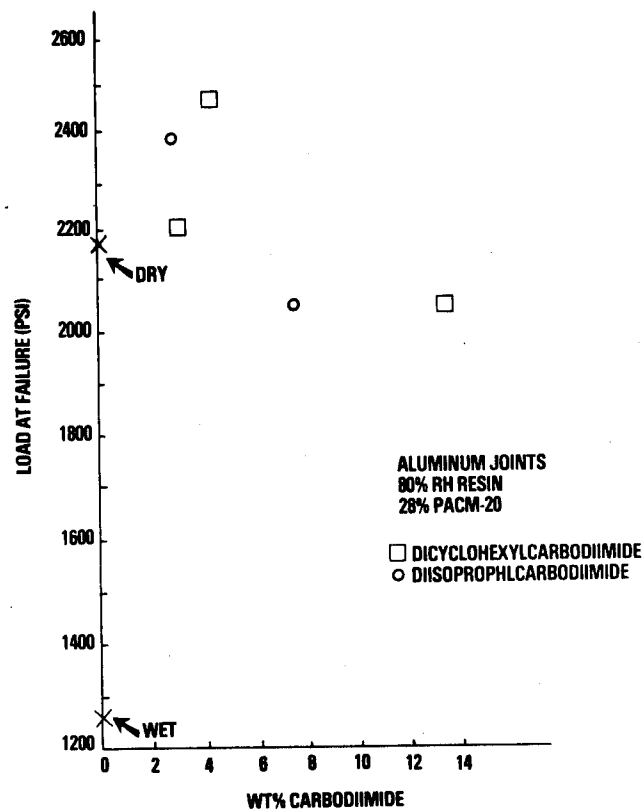 2600
2400
2200
DRY
2000
LOAD AT FAILURE (PSI)
1800
ALUMINUM JOINTS
80% RH RESIN
28% PACM-20
1600
□ DICYCLOHEXYLCARBODIIMIDE
○ DIISOPROPHLCARBODIIMIDE
1400
WET
1200
0 2 4 6 8 10 12 14
WT% CARBODIIMIDE